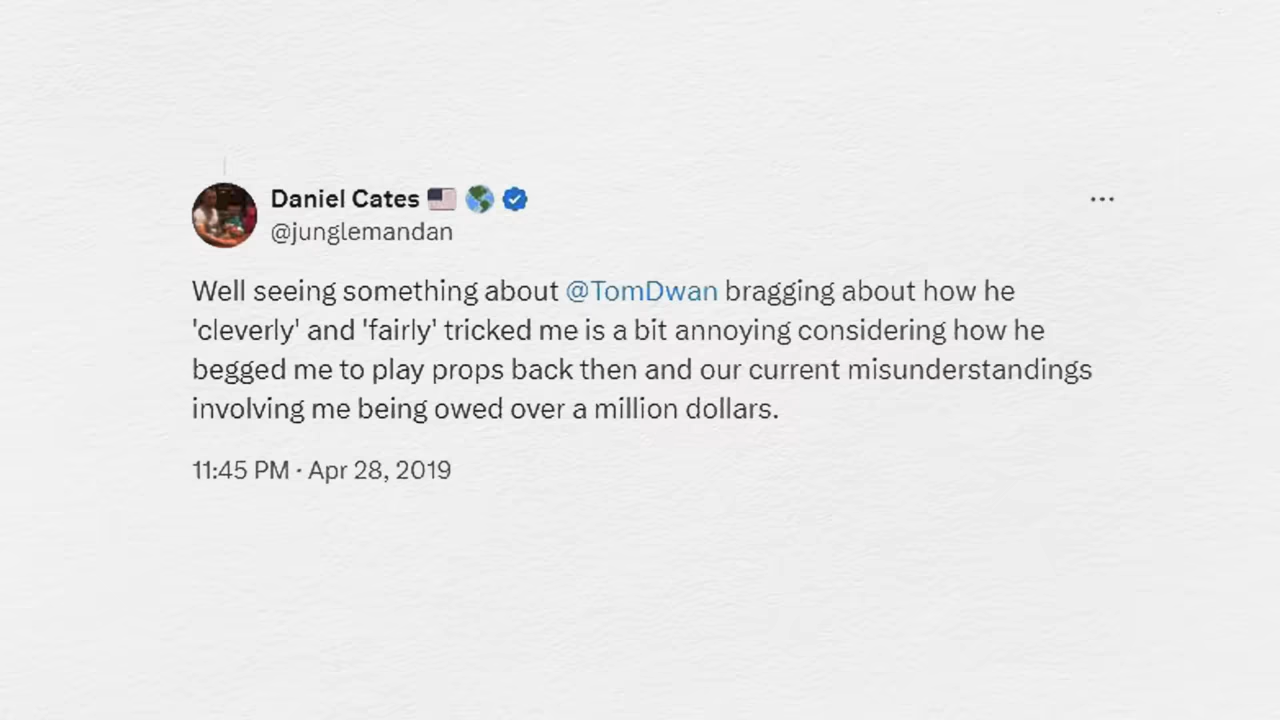 Daniel Cates 🇺🇸 🌎
@junglemandan
Well seeing something about @TomDwan bragging about how he
'cleverly' and 'fairly' tricked me is a bit annoying considering how he
begged me to play props back then and our current misunderstandings
involving me being owed over a million dollars.
11:45 PM · Apr 28, 2019